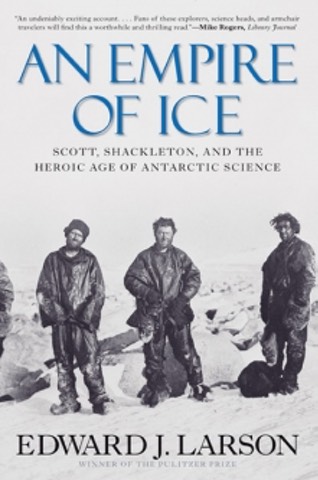 "An undeniably exciting account. . . . Fans of these explorers, science heads, and armchair
travelers will find this a worthwhile and thrilling read."—Mike Rogers, Library Journal
AN EMPIRE
OF ICE
SCOTT, SHACKLETON, AND THE
HEROIC AGE OF ANTARCTIC SCIENCE
EDWARD J. LARSON
WINNER OF THE PULITZER PRIZE